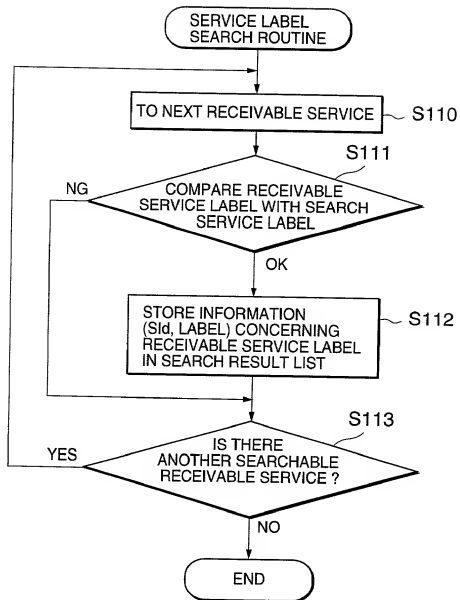 SERVICE LABEL
SEARCH ROUTINE
TO NEXT RECEIVABLE SERVICE
S110
S111
NG
COMPARE RECEIVABLE
SERVICE LABEL WITH SEARCH
SERVICE LABEL
OK
STORE INFORMATION
(SId, LABEL) CONCERNING
RECEIVABLE SERVICE LABEL
IN SEARCH RESULT LIST
S112
S113
YES
IS THERE
ANOTHER SEARCHABLE
RECEIVABLE SERVICE ?
NO
END